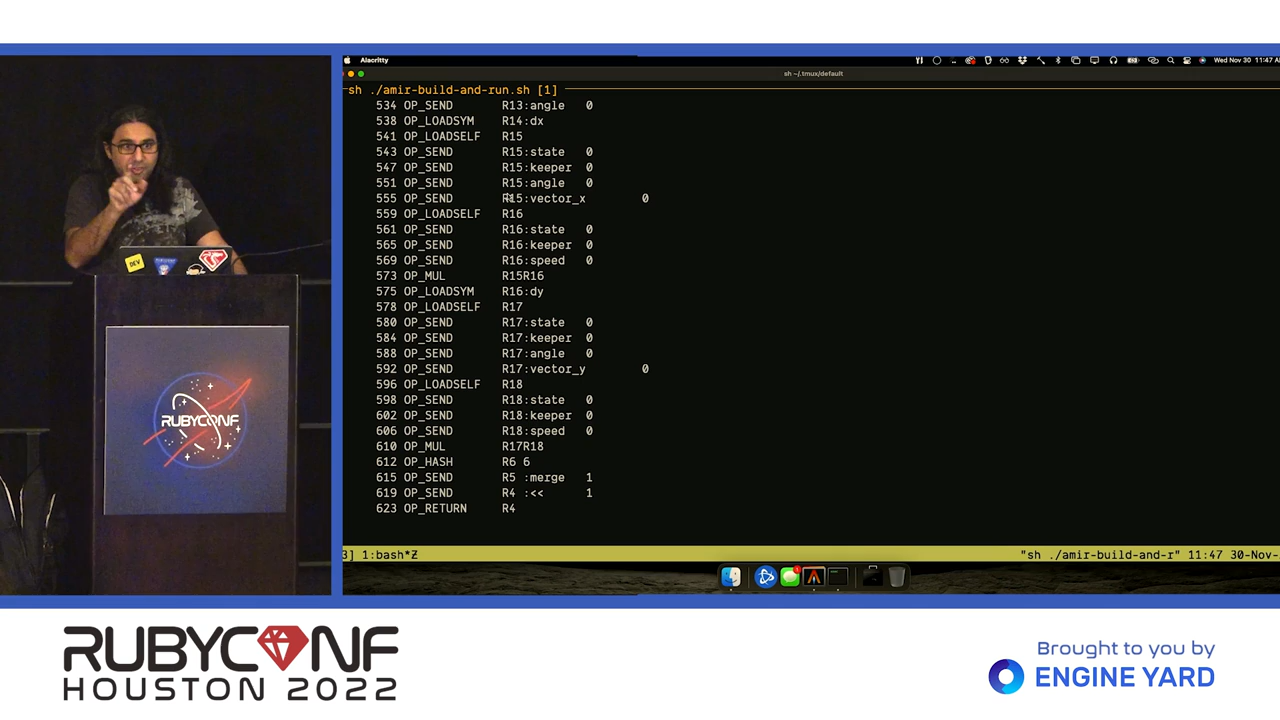 Alacritty
Wed Nov 30 11:47 A
sh ~/.tmux/default
sh ./amir-build-and-run.sh [1]
534 OP_SEND R13:angle 0
538 OP_LOADSYM R14:dx
541 OP_LOADSELF R15
543 OP_SEND R15:state 0
547 OP_SEND R15:keeper 0
551 OP_SEND R15:angle 0
555 OP_SEND R15:vector_x 0
559 OP_LOADSELF R16
561 OP_SEND R16:state 0
565 OP_SEND R16:keeper 0
569 OP_SEND R16:speed 0
573 OP_MUL R15R16
575 OP_LOADSYM R16:dy
578 OP_LOADSELF R17
580 OP_SEND R17:state 0
584 OP_SEND R17:keeper 0
588 OP_SEND R17:angle 0
592 OP_SEND R17:vector_y 0
596 OP_LOADSELF R18
598 OP_SEND R18:state 0
602 OP_SEND R18:keeper 0
606 OP_SEND R18:speed 0
610 OP_MUL R17R18
612 OP_HASH R6 6
615 OP_SEND R5 :merge 1
619 OP_SEND R4 :<< 1
623 OP_RETURN R4
3] 1:bash*Z "sh ./amir-build-and-r" 11:47 30-Nov-
DEV
RUBYCONF
RUBYCONF
HOUSTON 2022
Brought to you by
ENGINE YARD